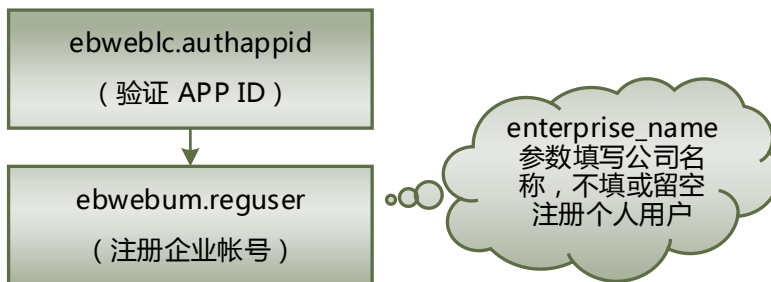 ebweblc.authappid
（验证 APP ID）
ebwebum.reguser
（注册企业帐号）
enterprise_name
参数填写公司名
称，不填或留空
注册个人用户